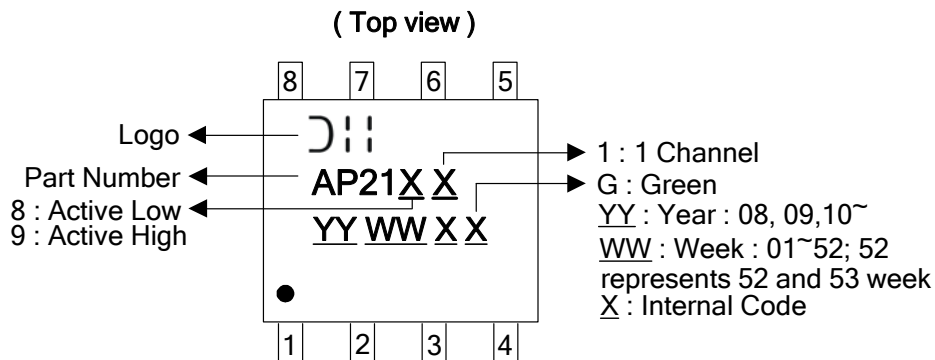 ( Top view )
8 7 6 5
Logo
Part Number
8 : Active Low
9 : Active High
AP21X X
YY WW X X
1 : 1 Channel
G : Green
YY : Year : 08, 09,10~
WW : Week : 01~52; 52
represents 52 and 53 week
X : Internal Code
1 2 3 4